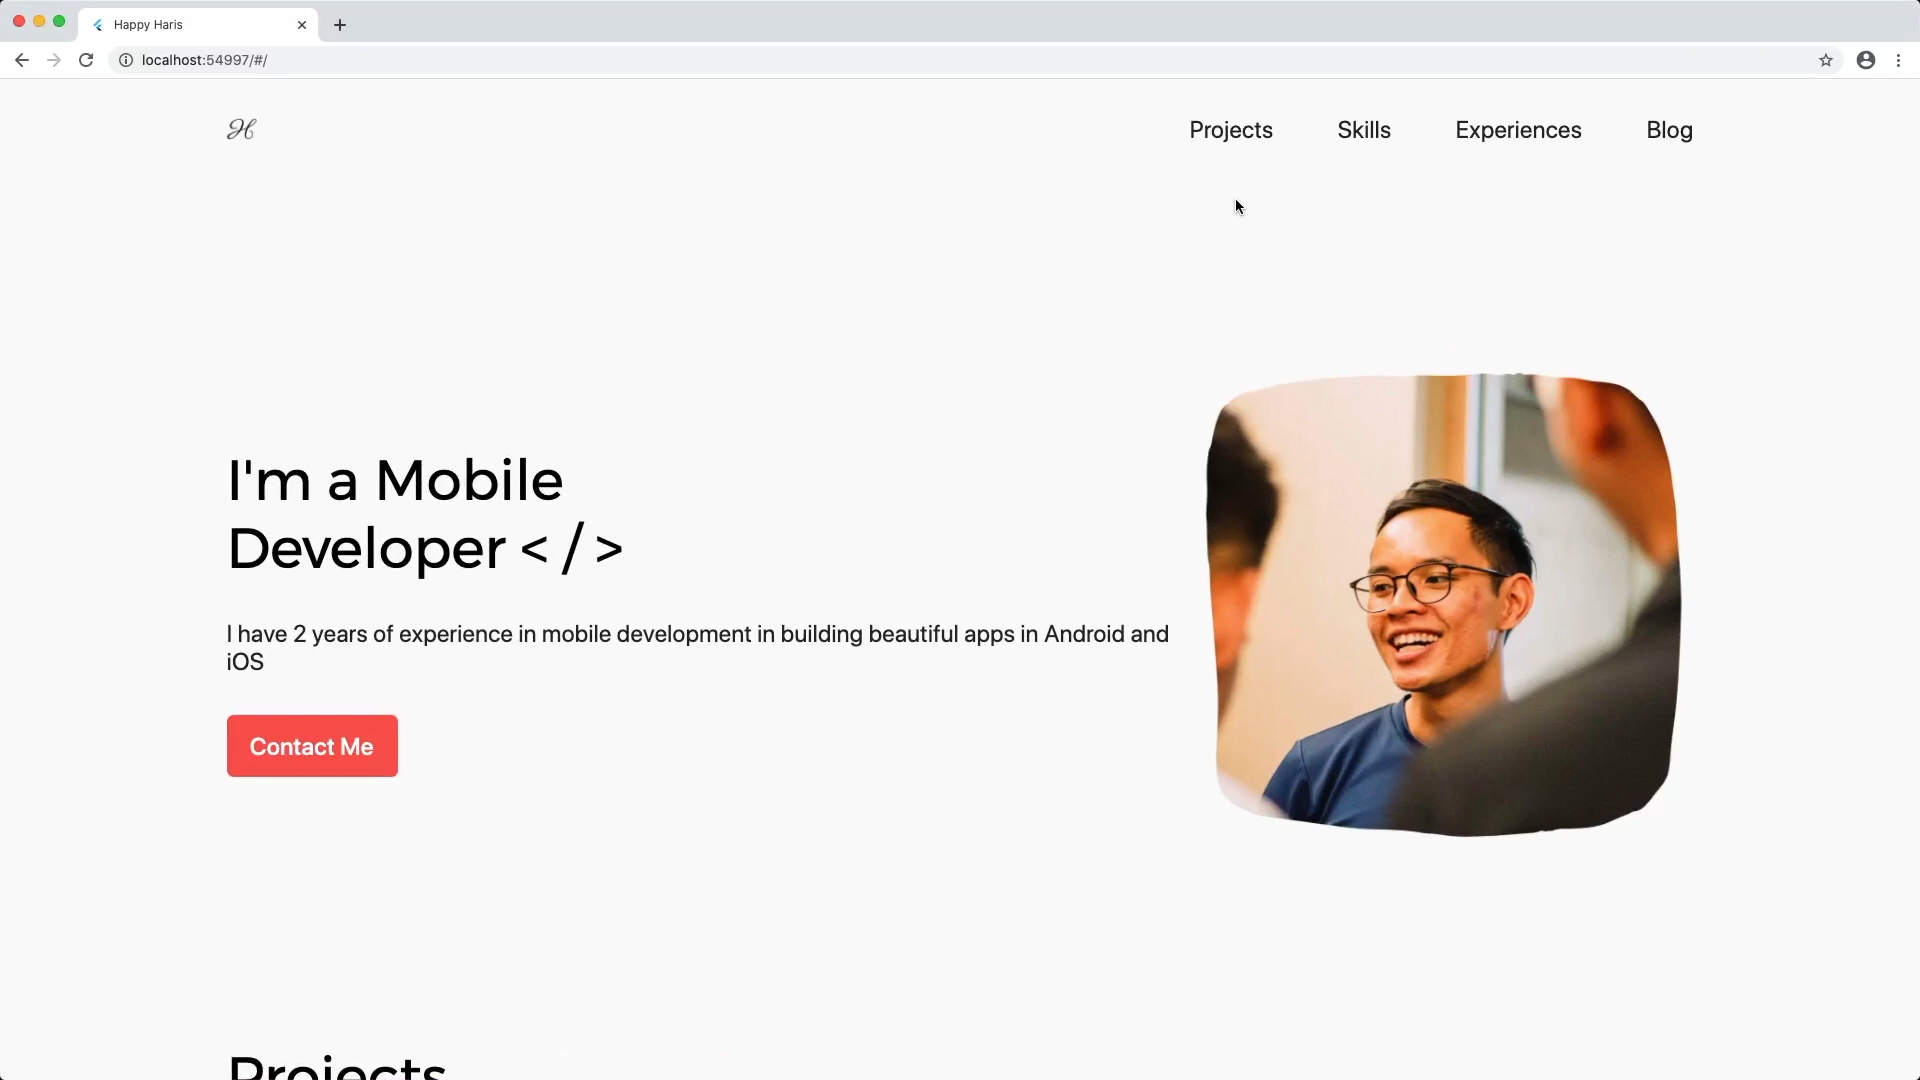 Happy Haris
localhost:54997/#/
H
Projects Skills Experiences Blog
I'm a Mobile
Developer < / >
I have 2 years of experience in mobile development in building beautiful apps in Android and
iOS
Contact Me
Projects